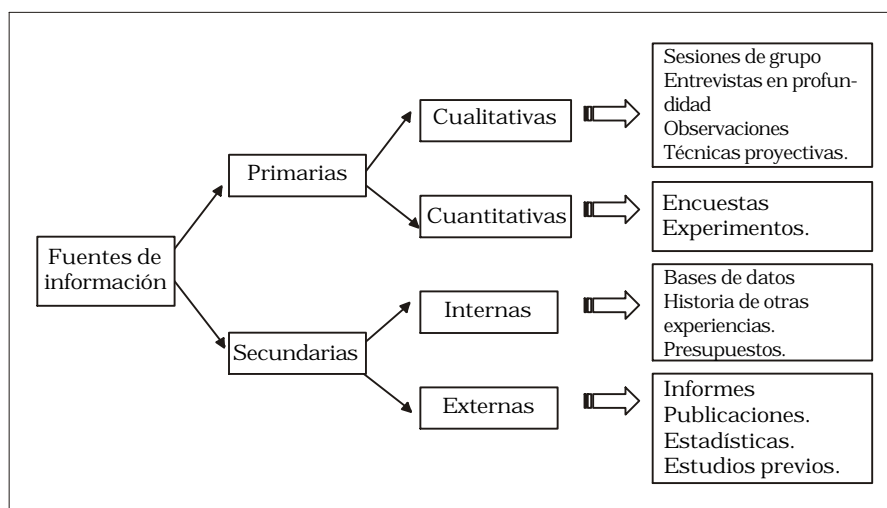 Fuentes de
información
Primarias
Secundarias
Cualitativas
Cuantitativas
Internas
Externas
Sesiones de grupo
Entrevistas en profun-
didad
Observaciones
Técnicas proyectivas.
Encuestas
Experimentos.
Bases de datos
Historia de otras
experiencias.
Presupuestos.
Informes
Publicaciones.
Estadísticas.
Estudios previos.